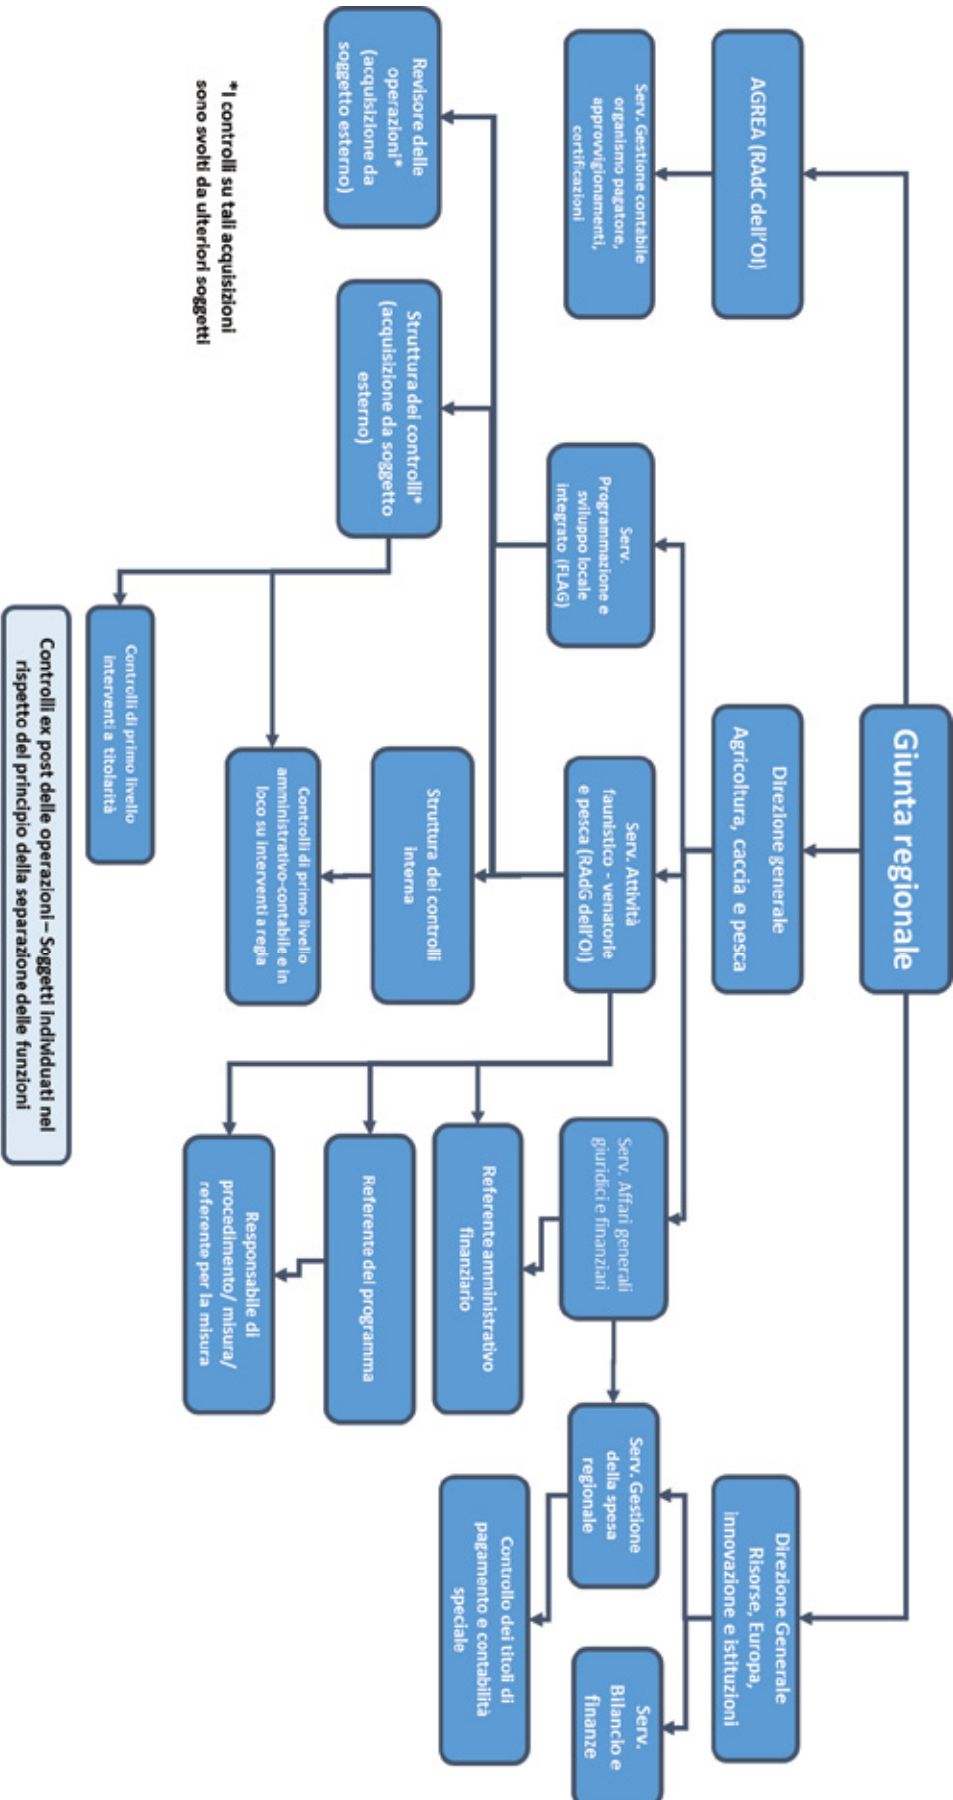 Giunta regionale
AGREA (RAdC dell'OI)
Direzione generale
Agricoltura, caccia e pesca
Direzione Generale
Risorse, Europa,
innovazione e istituzioni
Serv. Gestione contabile
organismo pagatore,
approvvigionamenti,
certificazioni
Serv.
Programmazione e
sviluppo locale
integrato (FLAG)
Serv. Attività
faunistico - venatorie
e pesca (RAdG dell'OI)
Serv. Affari generali
giuridici e finanziari
Serv. Gestione
della spesa
regionale
Serv.
Bilancio e
finanze
Revisore delle
operazioni*
(acquisizione da
soggetto esterno)
Struttura dei controlli*
(acquisizione da soggetto
esterno)
Struttura dei controlli
interna
Referente amministrativo
finanziario
Controllo dei titoli di
pagamento e contabilità
speciale
Referente del programma
Controlli di primo livello
amministrativo-contabile e in
loco su interventi a regia
Responsabile di
procedimento/ misura/
referente per la misura
*I controlli su tali acquisizioni
sono svolti da ulteriori soggetti
Controlli di primo livello
interventi a titolarità
Controlli ex post delle operazioni – Soggetti individuati nel
rispetto del principio della separazione delle funzioni